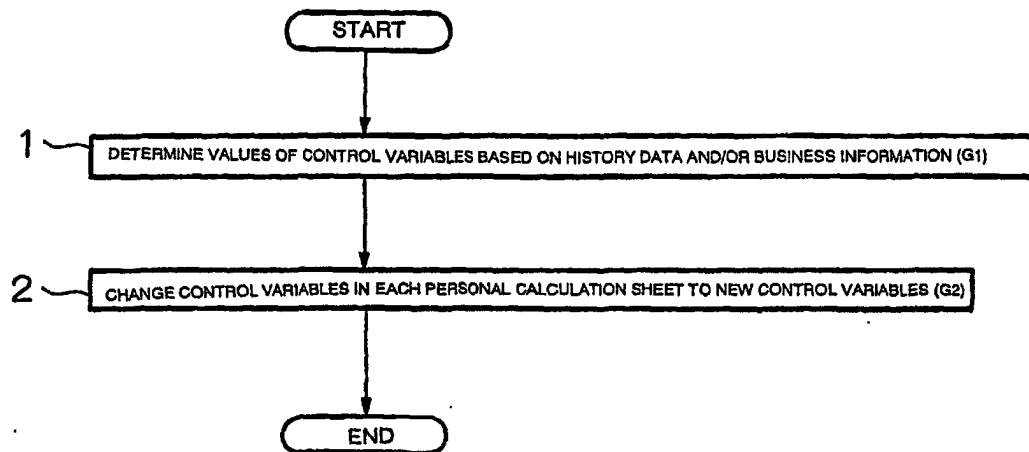 START
1
DETERMINE VALUES OF CONTROL VARIABLES BASED ON HISTORY DATA AND/OR BUSINESS INFORMATION (G1)
2
CHANGE CONTROL VARIABLES IN EACH PERSONAL CALCULATION SHEET TO NEW CONTROL VARIABLES (G2)
END